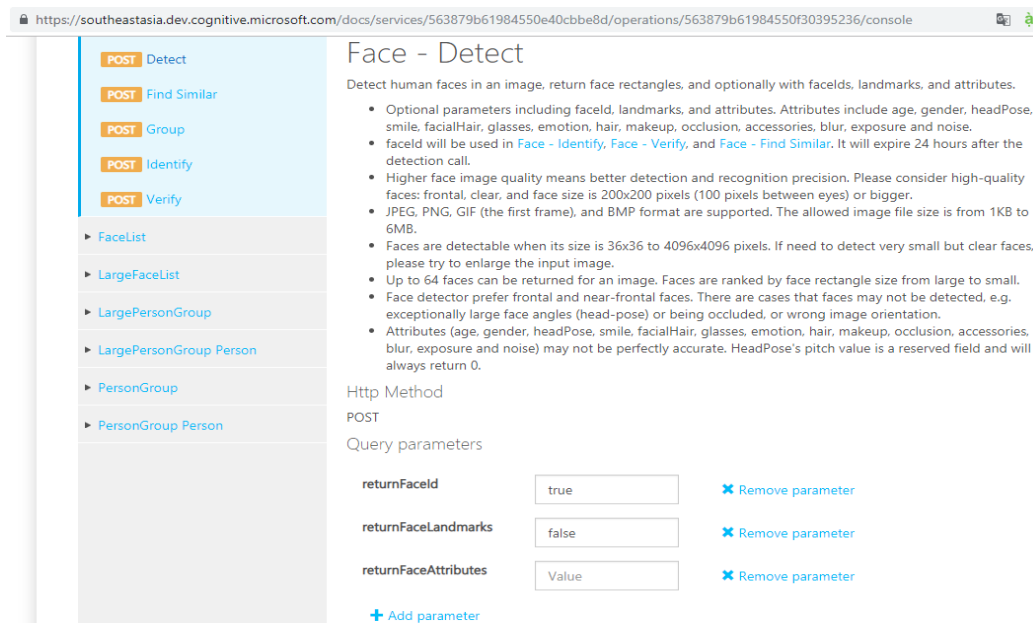 https://southeastasia.dev.cognitive.microsoft.com/docs/services/563879b61984550e40cbbe8d/operations/563879b61984550f30395236/console
POST Detect
POST Find Similar
POST Group
POST Identify
POST Verify
FaceList
LargeFaceList
LargePersonGroup
LargePersonGroup Person
PersonGroup
PersonGroup Person
Face - Detect
Detect human faces in an image, return face rectangles, and optionally with faceIds, landmarks, and attributes.
• Optional parameters including faceId, landmarks, and attributes. Attributes include age, gender, headPose,
smile, facialHair, glasses, emotion, hair, makeup, occlusion, accessories, blur, exposure and noise.
• faceId will be used in Face - Identify, Face - Verify, and Face - Find Similar. It will expire 24 hours after the
detection call.
• Higher face image quality means better detection and recognition precision. Please consider high-quality
faces: frontal, clear, and face size is 200x200 pixels (100 pixels between eyes) or bigger.
• JPEG, PNG, GIF (the first frame), and BMP format are supported. The allowed image file size is from 1KB to
6MB.
• Faces are detectable when its size is 36x36 to 4096x4096 pixels. If need to detect very small but clear faces,
please try to enlarge the input image.
• Up to 64 faces can be returned for an image. Faces are ranked by face rectangle size from large to small.
• Face detector prefer frontal and near-frontal faces. There are cases that faces may not be detected, e.g.
exceptionally large face angles (head-pose) or being occluded, or wrong image orientation.
• Attributes (age, gender, headPose, smile, facialHair, glasses, emotion, hair, makeup, occlusion, accessories,
blur, exposure and noise) may not be perfectly accurate. HeadPose's pitch value is a reserved field and will
always return 0.
Http Method
POST
Query parameters
returnFaceId true Remove parameter
returnFaceLandmarks false Remove parameter
returnFaceAttributes Value Remove parameter
Add parameter